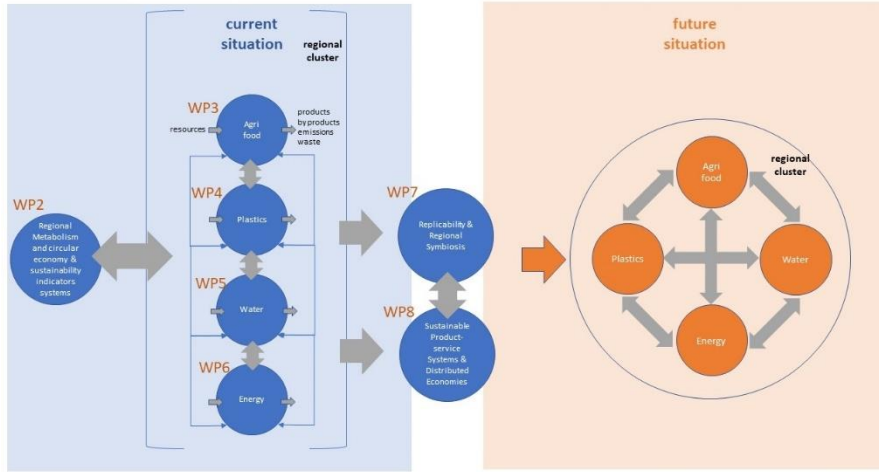 current
situation
regional
cluster
WP3
Agri
food
resources
products
by products
emissions
waste
WP4
Plastics
WP2
Regional
Metabolism
and circular
economy &
sustainability
indicators
systems
WP5
Water
WP6
Energy
WP7
Replicability &
Regional
Symbiosis
WP8
Sustainable
Product-
service
Systems &
Distributed
Economies
future
situation
regional
cluster
Agri
food
Plastics
Water
Energy